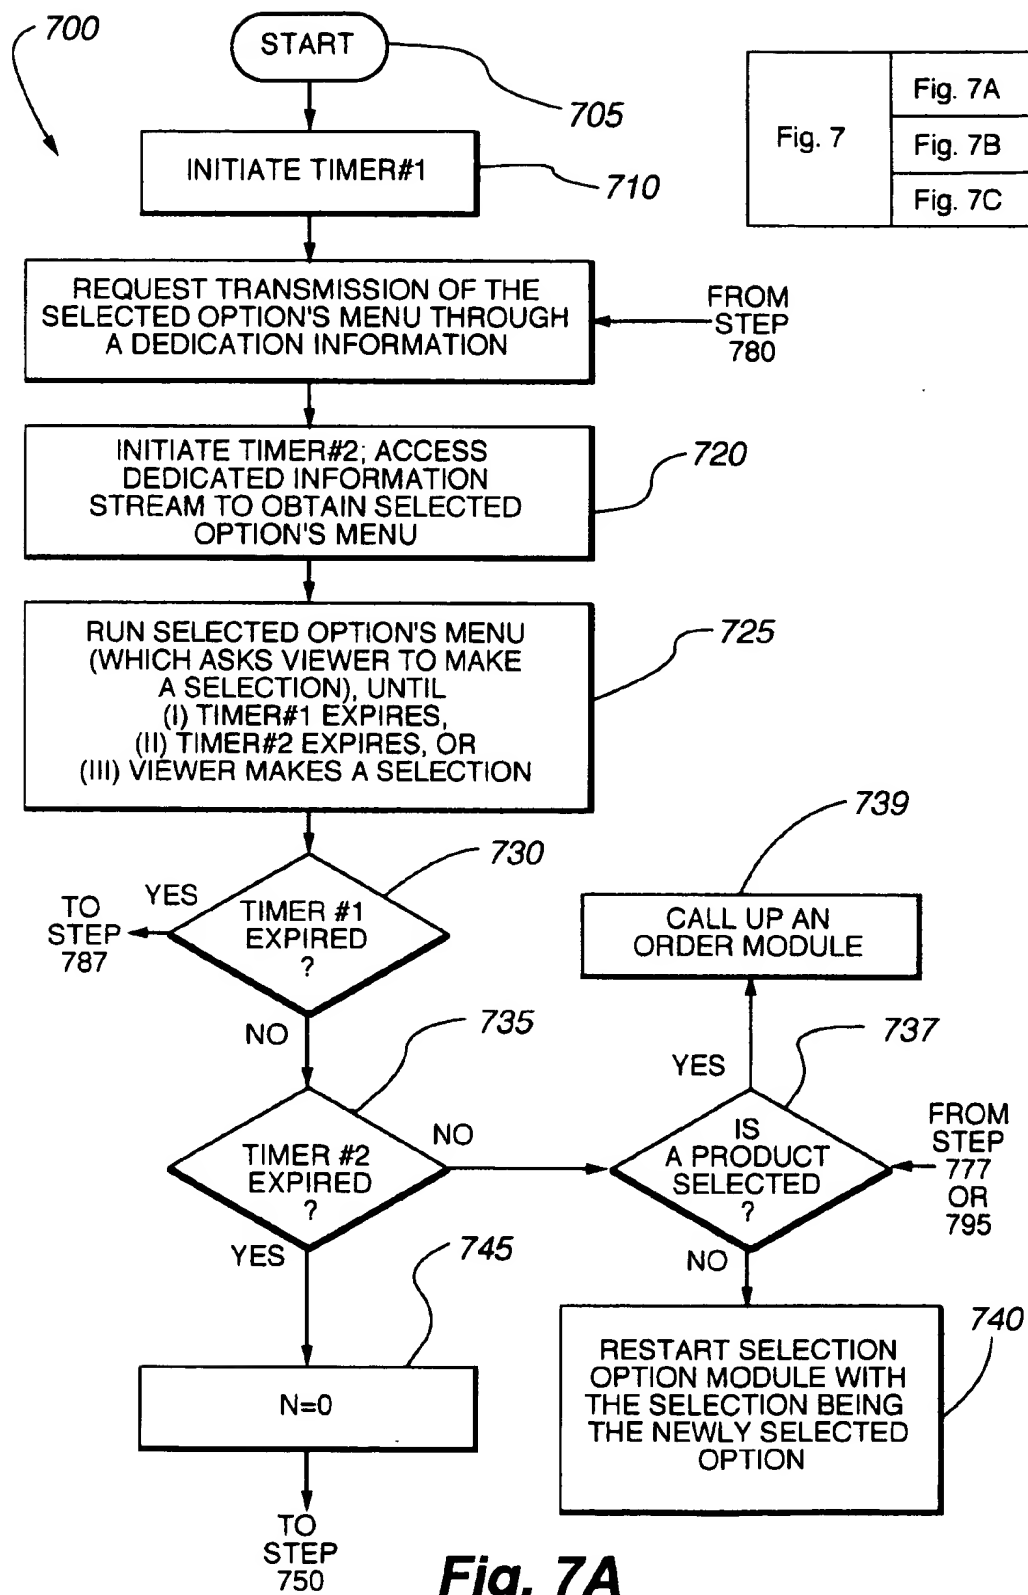 700
START
705
Fig. 7
Fig. 7A
Fig. 7B
Fig. 7C
INITIATE TIMER#1
710
REQUEST TRANSMISSION OF THE
SELECTED OPTION'S MENU THROUGH
A DEDICATION INFORMATION
FROM
STEP
780
INITIATE TIMER#2; ACCESS
DEDICATED INFORMATION
STREAM TO OBTAIN SELECTED
OPTION'S MENU
720
RUN SELECTED OPTION'S MENU
(WHICH ASKS VIEWER TO MAKE
A SELECTION), UNTIL
(I) TIMER#1 EXPIRES,
(II) TIMER#2 EXPIRES, OR
(III) VIEWER MAKES A SELECTION
725
730
TIMER #1
EXPIRED
?
YES
TO
STEP
787
NO
739
CALL UP AN
ORDER MODULE
735
TIMER #2
EXPIRED
?
NO
YES
737
YES
IS
A PRODUCT
SELECTED
?
FROM
STEP
777
OR
795
NO
745
N=0
740
RESTART SELECTION
OPTION MODULE WITH
THE SELECTION BEING
THE NEWLY SELECTED
OPTION
TO
STEP
750
Fig. 7A